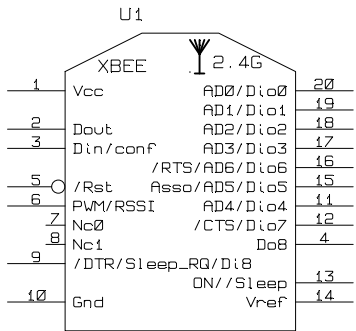 U1
XBEE 2.4G
1 Vcc AD0/Dio0 20
AD1/Dio1 19
2 Dout AD2/Dio2 18
3 Din/conf AD3/Dio3 17
/RTS/AD6/Dio6 16
5 /Rst Asso/AD5/Dio5 15
6 PWM/RSSI AD4/Dio4 11
7 Nc0 /CTS/Dio7 12
8 Nc1 Do8 4
9 /DTR/Sleep_RQ/Di8
ON//Sleep 13
10 Gnd Vref 14